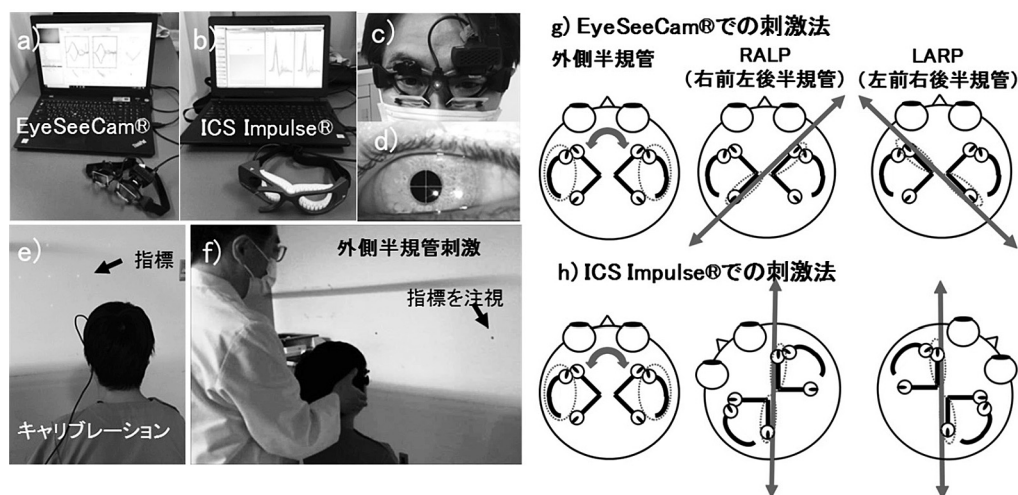 a)
EyeSeeCam®
b)
ICS Impulse®
c)
d)
e)
指標
キャリブレーション
f)
外側半規管刺激
指標を注視
g) EyeSeeCam®での刺激法
外側半規管
RALP
(右前左後半規管)
LARP
(左前右後半規管)
h) ICS Impulse®での刺激法